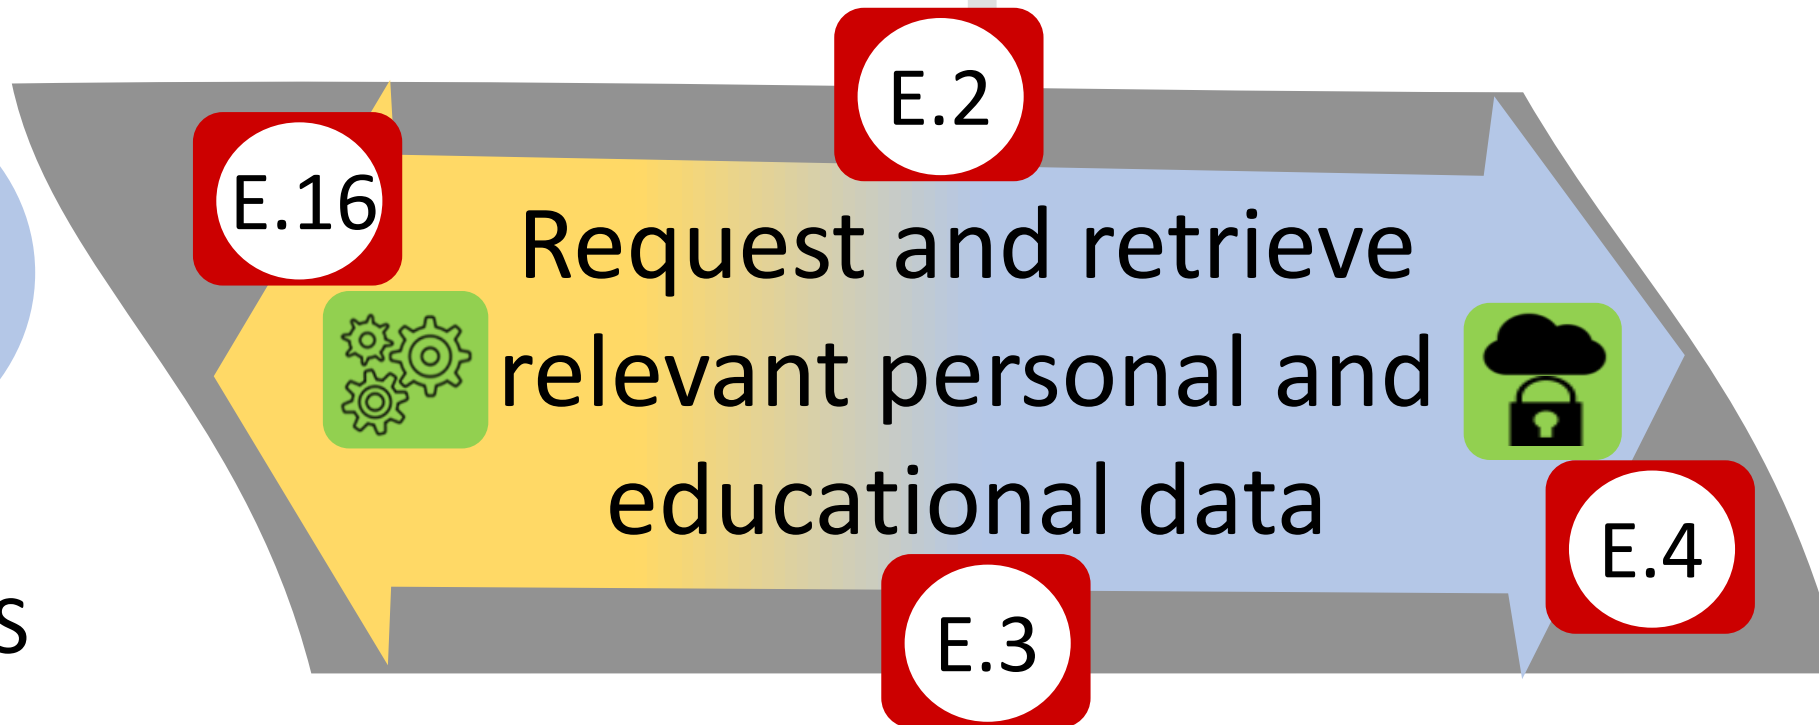 E.2
E.16
Request and retrieve
relevant personal and
educational data
E.4
s
E.3